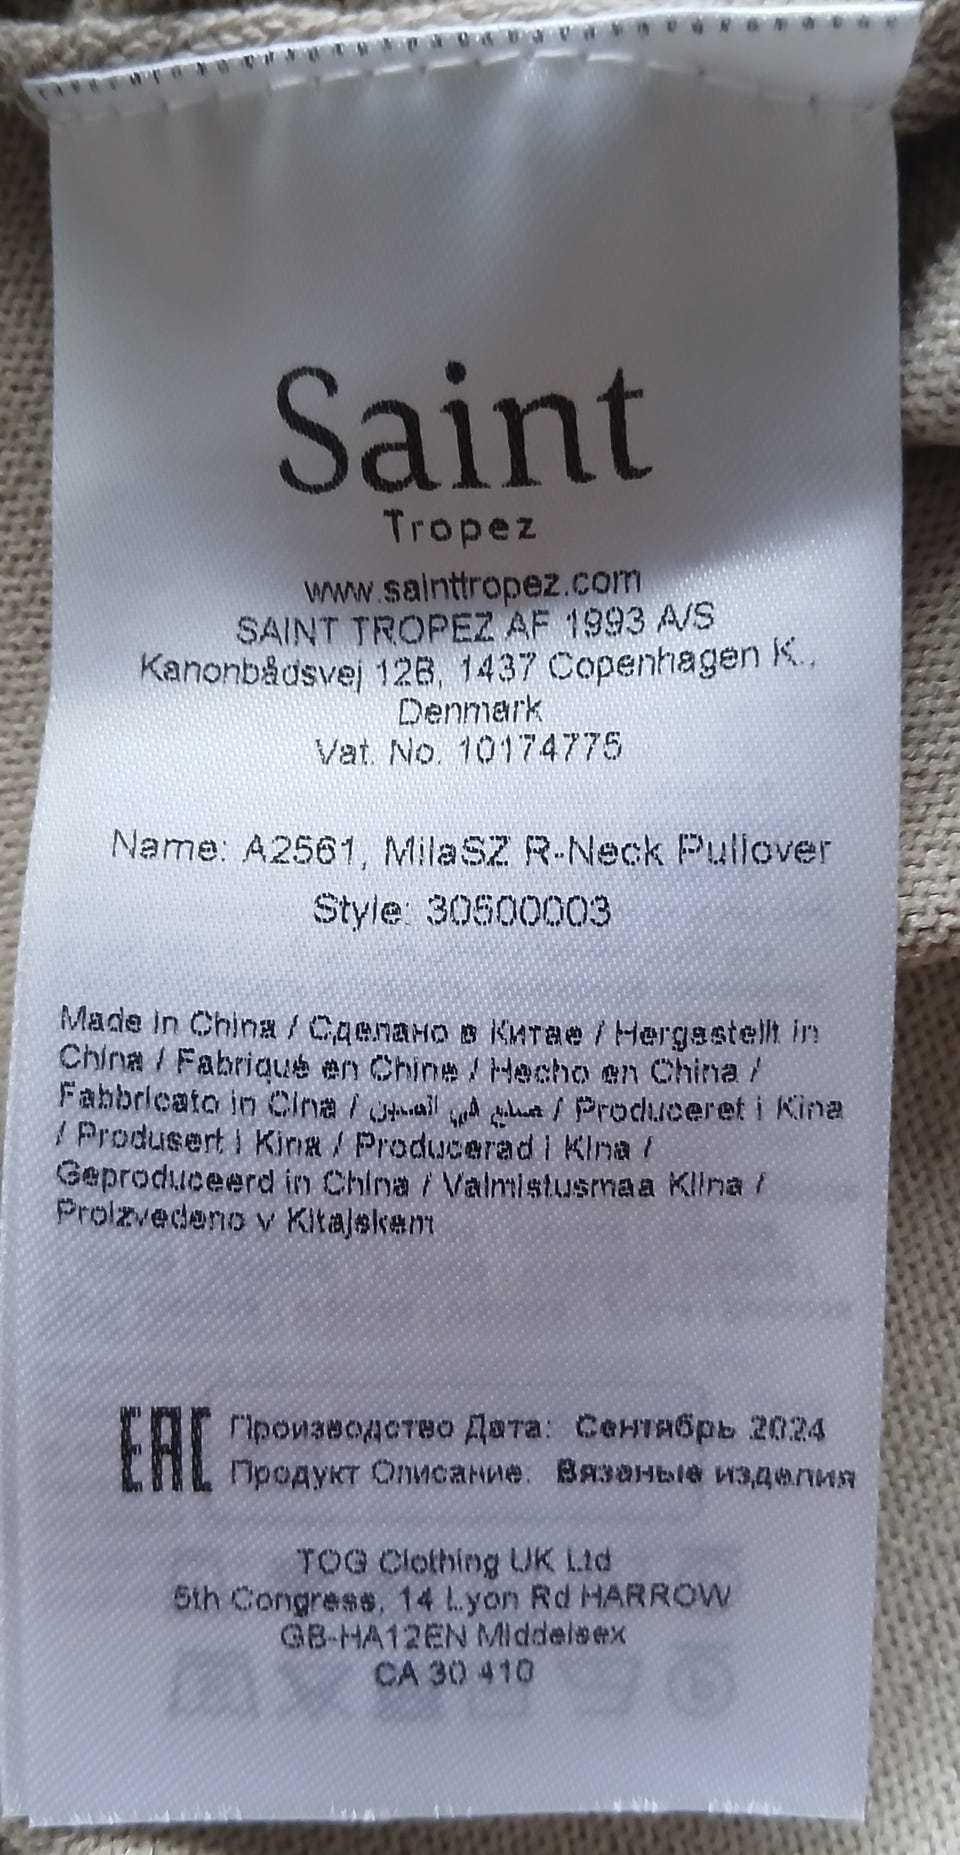 Saint
Tropez
www.sainttropez.com
SAINT TROPEZ AF 1993 A/S
Kanonbådsvej 12B, 1437 Copenhagen K.,
Denmark
Vat. No. 10174775
Name: A2561, MilaSZ R-Neck Pullover
Style: 30500003
Made in China / Сделано в Китае / Hergestellt in
China / Fabriqué en Chine / Hecho en China /
Fabbricato in Cina / صنع في الصين / Produceret i Kina
/ Produsert i Kina / Producerad i Kina /
Geproduceerd in China / Valmistusmaa Kiina /
Proizvedeno v Kitajskem
EAC Производство Дата: Сентябрь 2024
Продукт Описание: Вязаные изделия
TOG Clothing UK Ltd
5th Congress, 14 Lyon Rd HARROW
GB-HA12EN Middelsex
CA 30 410